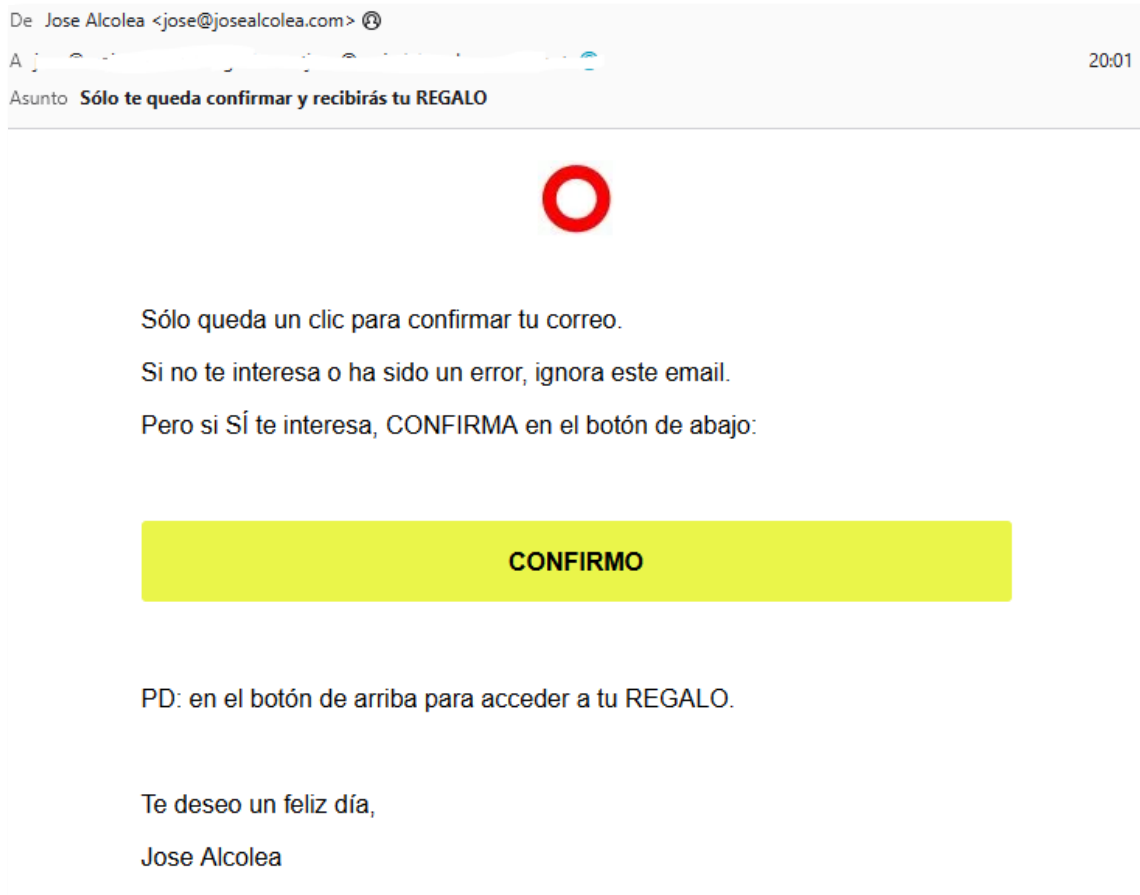 De Jose Alcolea <jose@josealcolea.com>
A
20:01
Asunto Sólo te queda confirmar y recibirás tu REGALO
Sólo queda un clic para confirmar tu correo.
Si no te interesa o ha sido un error, ignora este email.
Pero si SÍ te interesa, CONFIRMA en el botón de abajo:
CONFIRMO
PD: en el botón de arriba para acceder a tu REGALO.
Te deseo un feliz día,
Jose Alcolea